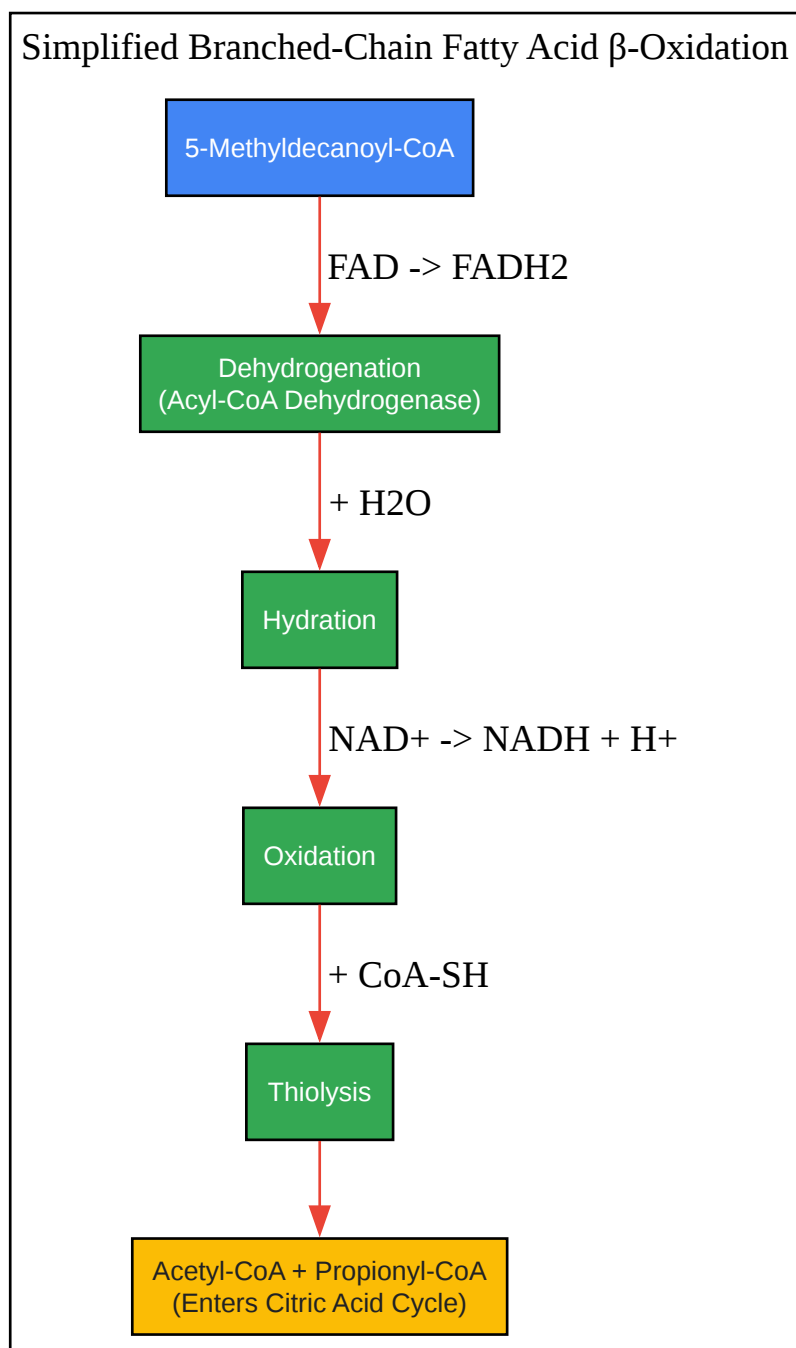 Simplified Branched-Chain Fatty Acid β-Oxidation
5-Methyldecanoyl-CoA
FAD -> FADH2
Dehydrogenation
(Acyl-CoA Dehydrogenase)
+ H2O
Hydration
NAD+ -> NADH + H+
Oxidation
+ CoA-SH
Thiolysis
Acetyl-CoA + Propionyl-CoA
(Enters Citric Acid Cycle)